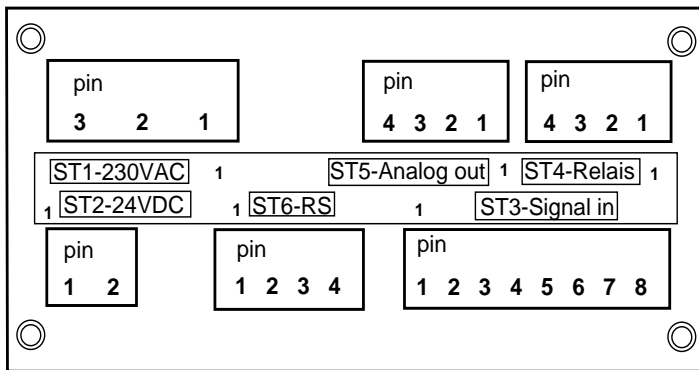 pin pin pin
3 2 1 4 3 2 1 4 3 2 1
ST1-230VAC 1 ST5-Analog out 1 ST4-Relais 1
1 ST2-24VDC 1 ST6-RS 1 ST3-Signal in
pin pin pin
1 2 1 2 3 4 1 2 3 4 5 6 7 8